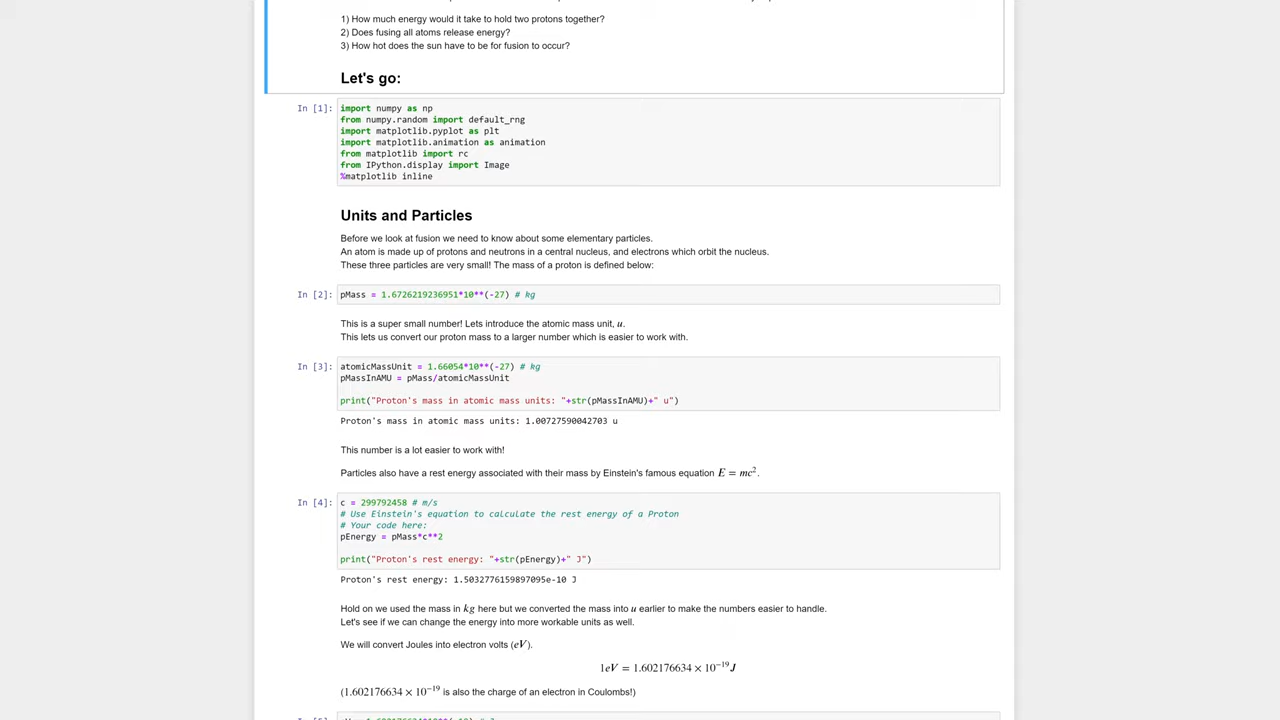 1) How much energy would it take to hold two protons together?
2) Does fusing all atoms release energy?
3) How hot does the sun have to be for fusion to occur?
Let's go:
In [1]: import numpy as np
from numpy.random import default_rng
import matplotlib.pyplot as plt
import matplotlib.animation as animation
from matplotlib import rc
from IPython.display import Image
%matplotlib inline
Units and Particles
Before we look at fusion we need to know about some elementary particles.
An atom is made up of protons and neutrons in a central nucleus, and electrons which orbit the nucleus.
These three particles are very small! The mass of a proton is defined below:
In [2]: pMass = 1.6726219236951*10**(-27) # kg
This is a super small number! Lets introduce the atomic mass unit, u.
This lets us convert our proton mass to a larger number which is easier to work with.
In [3]: atomicMassUnit = 1.66054*10**(-27) # kg
pMassInAMU = pMass/atomicMassUnit
print("Proton's mass in atomic mass units: "+str(pMassInAMU)+" u")
Proton's mass in atomic mass units: 1.00727590042703 u
This number is a lot easier to work with!
Particles also have a rest energy associated with their mass by Einstein's famous equation E = mc².
In [4]: c = 299792458 # m/s
# Use Einstein's equation to calculate the rest energy of a Proton
# Your code here:
pEnergy = pMass*c**2
print("Proton's rest energy: "+str(pEnergy)+" J")
Proton's rest energy: 1.5032776159897095e-10 J
Hold on we used the mass in kg here but we converted the mass into u earlier to make the numbers easier to handle.
Let's see if we can change the energy into more workable units as well.
We will convert Joules into electron volts (eV).
1eV = 1.602176634 × 10⁻¹⁹J
(1.602176634 × 10⁻¹⁹ is also the charge of an electron in Coulombs!)